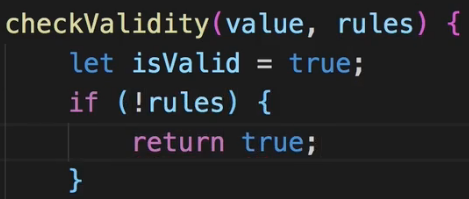 checkValidity(value, rules) {
let isValid = true;
if (!rules) {
return true;
}